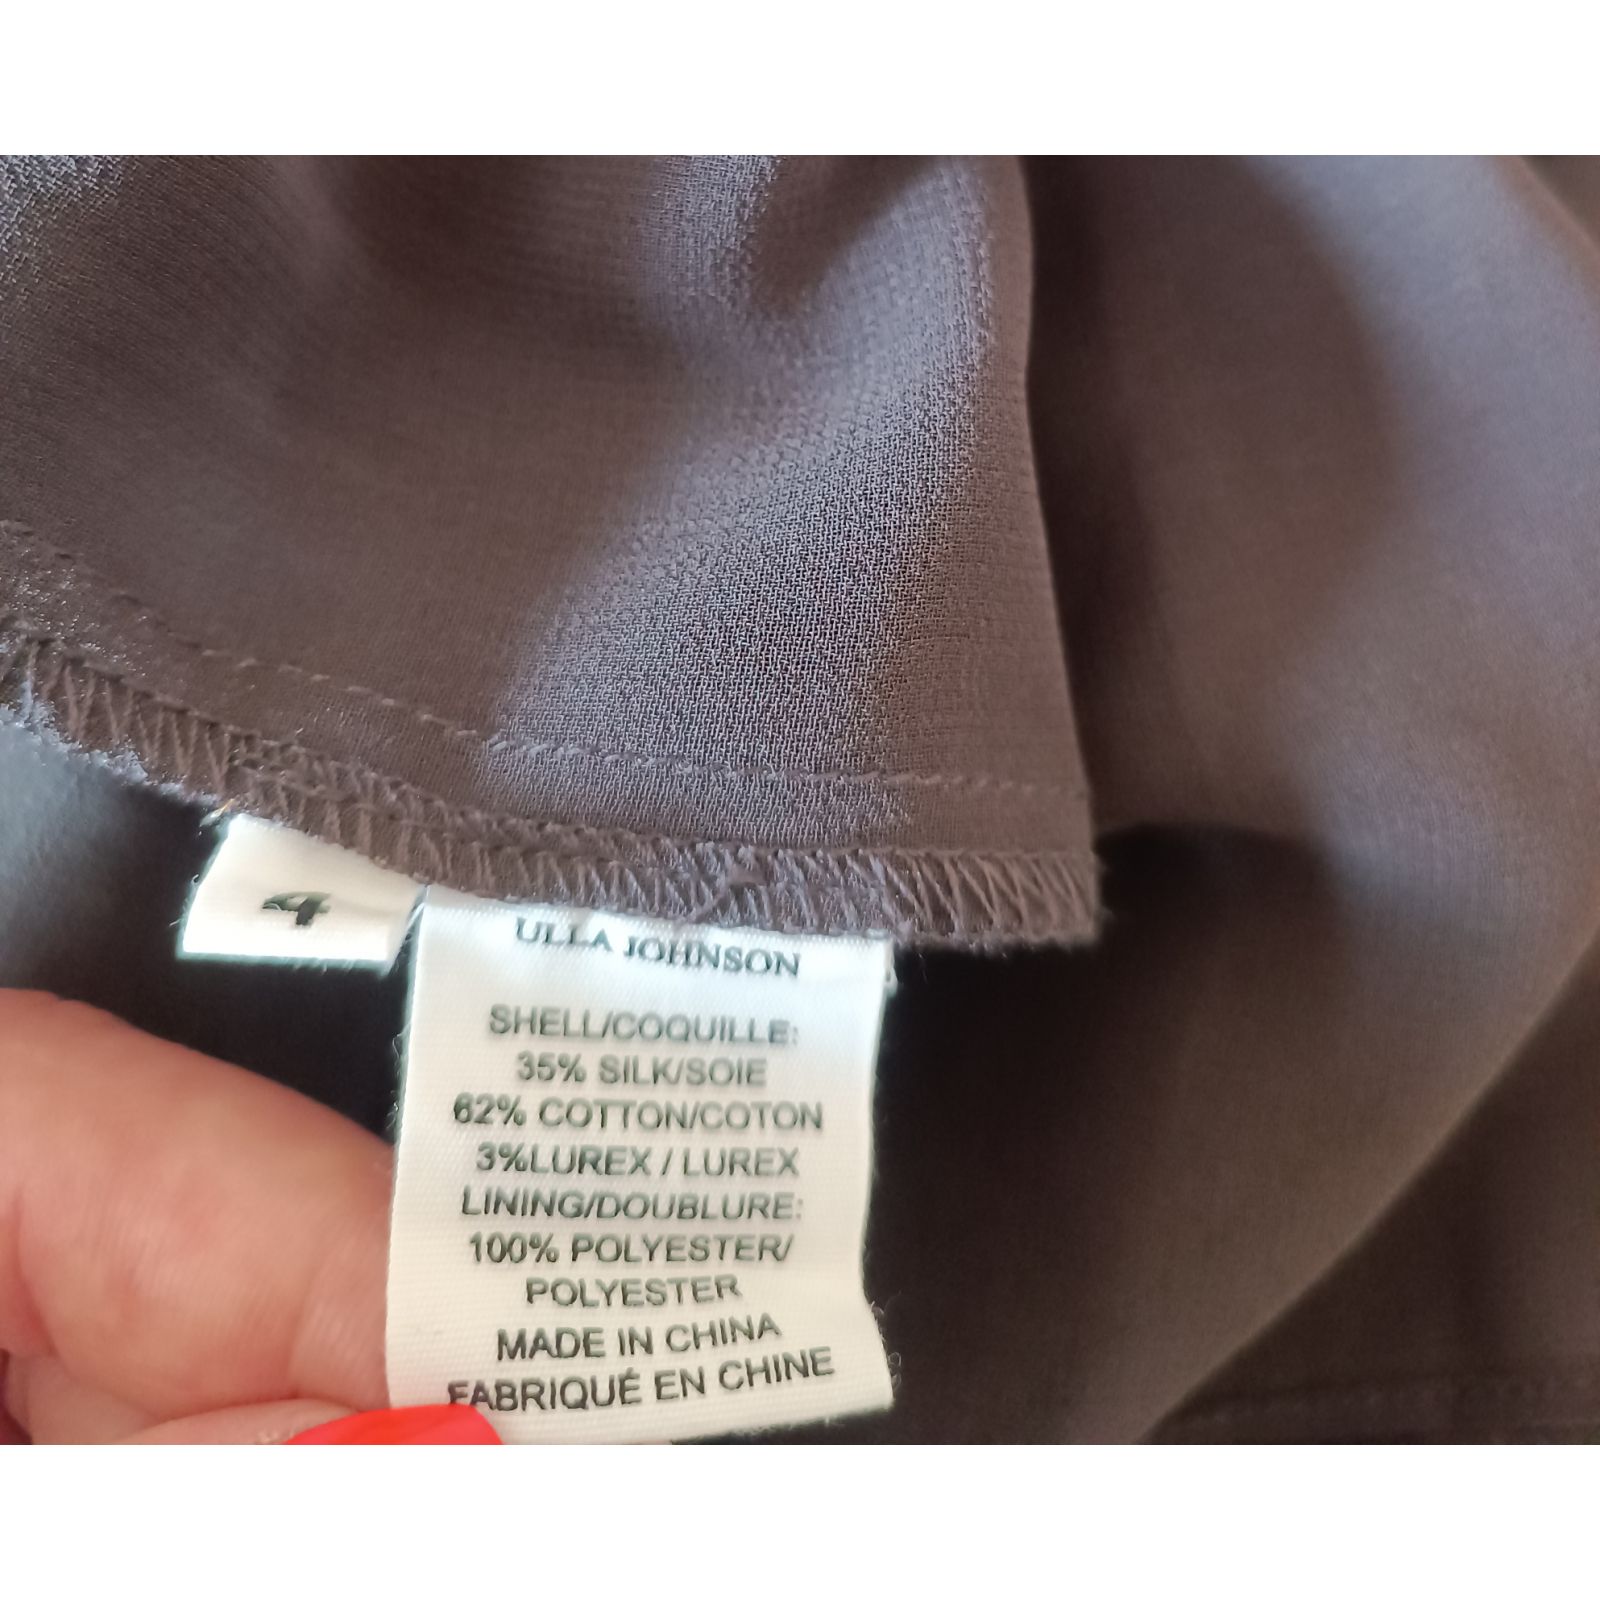 4
ULLA JOHNSON
SHELL/COQUILLE:
35% SILK/SOIE
62% COTTON/COTON
3%LUREX / LUREX
LINING/DOUBLURE:
100% POLYESTER/
POLYESTER
MADE IN CHINA
FABRIQUÉ EN CHINE